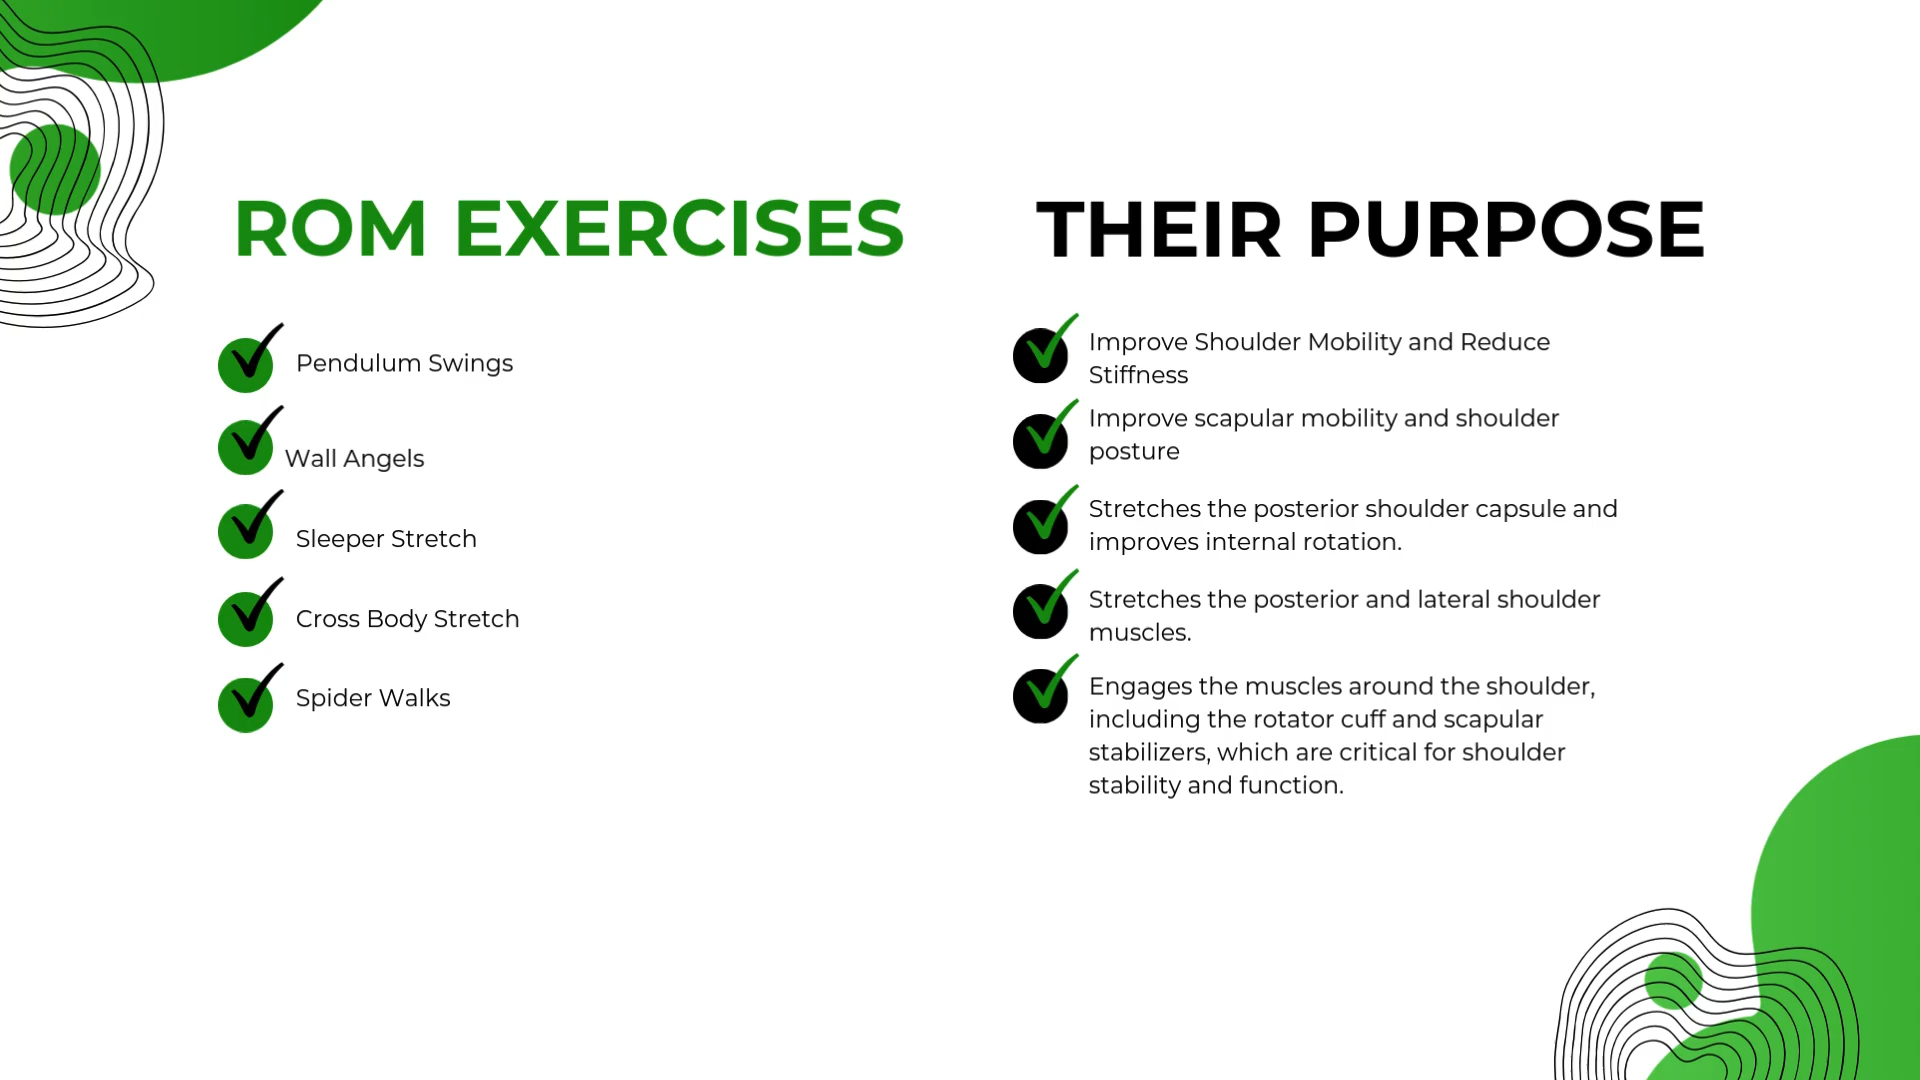 ROM EXERCISES
Pendulum Swings
Wall Angels
Sleeper Stretch
Cross Body Stretch
Spider Walks
THEIR PURPOSE
Improve Shoulder Mobility and Reduce
Stiffness
Improve scapular mobility and shoulder
posture
Stretches the posterior shoulder capsule and
improves internal rotation.
Stretches the posterior and lateral shoulder
muscles.
Engages the muscles around the shoulder,
including the rotator cuff and scapular
stabilizers, which are critical for shoulder
stability and function.